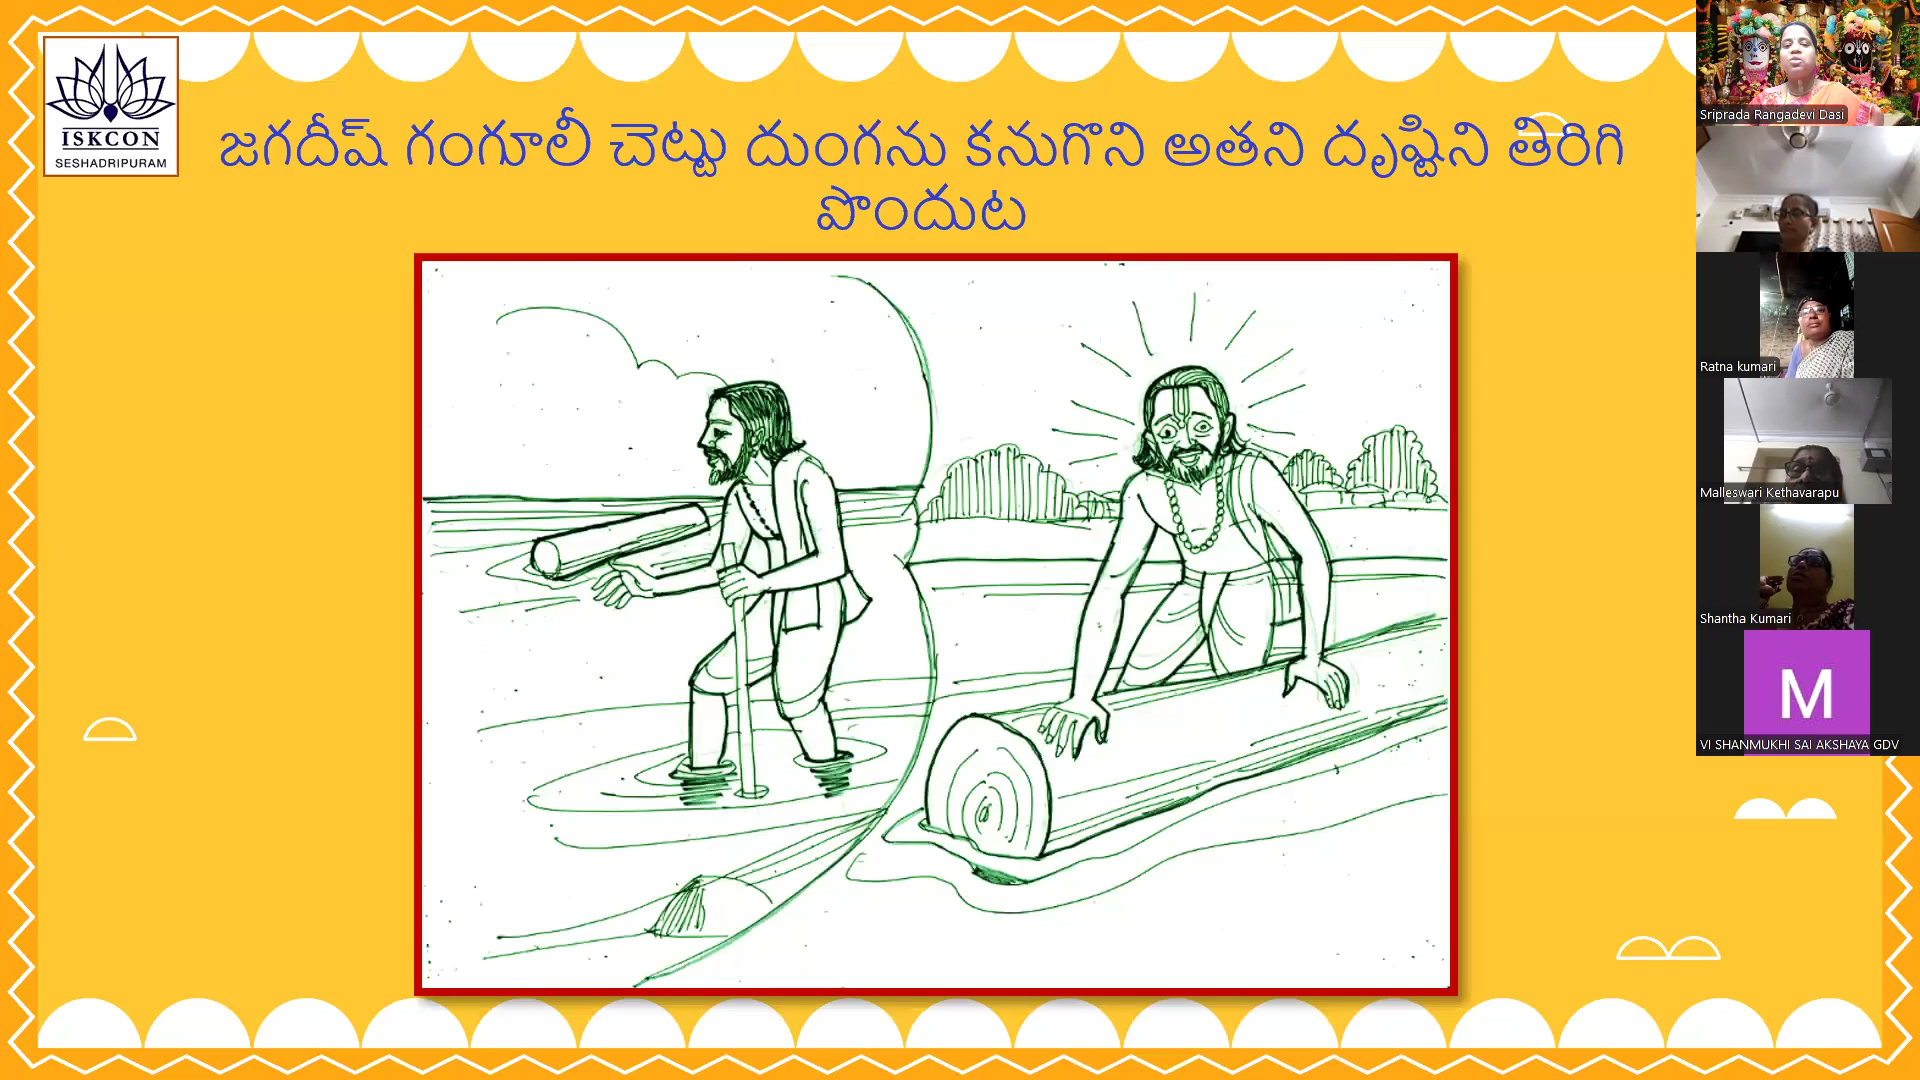 ISKCON
SESHADRIPURAM
జగదీష్ గంగూలీ చెట్టు దుంగను కనుగొని అతని దృష్టిని తిరిగి
పొందుట
Sriprada Rangadevi Dasi
Ratna kumari
Malleswari Kethavarapu
Shantha Kumari
M
VI SHANMUKHI SAI AKSHAYA GDV